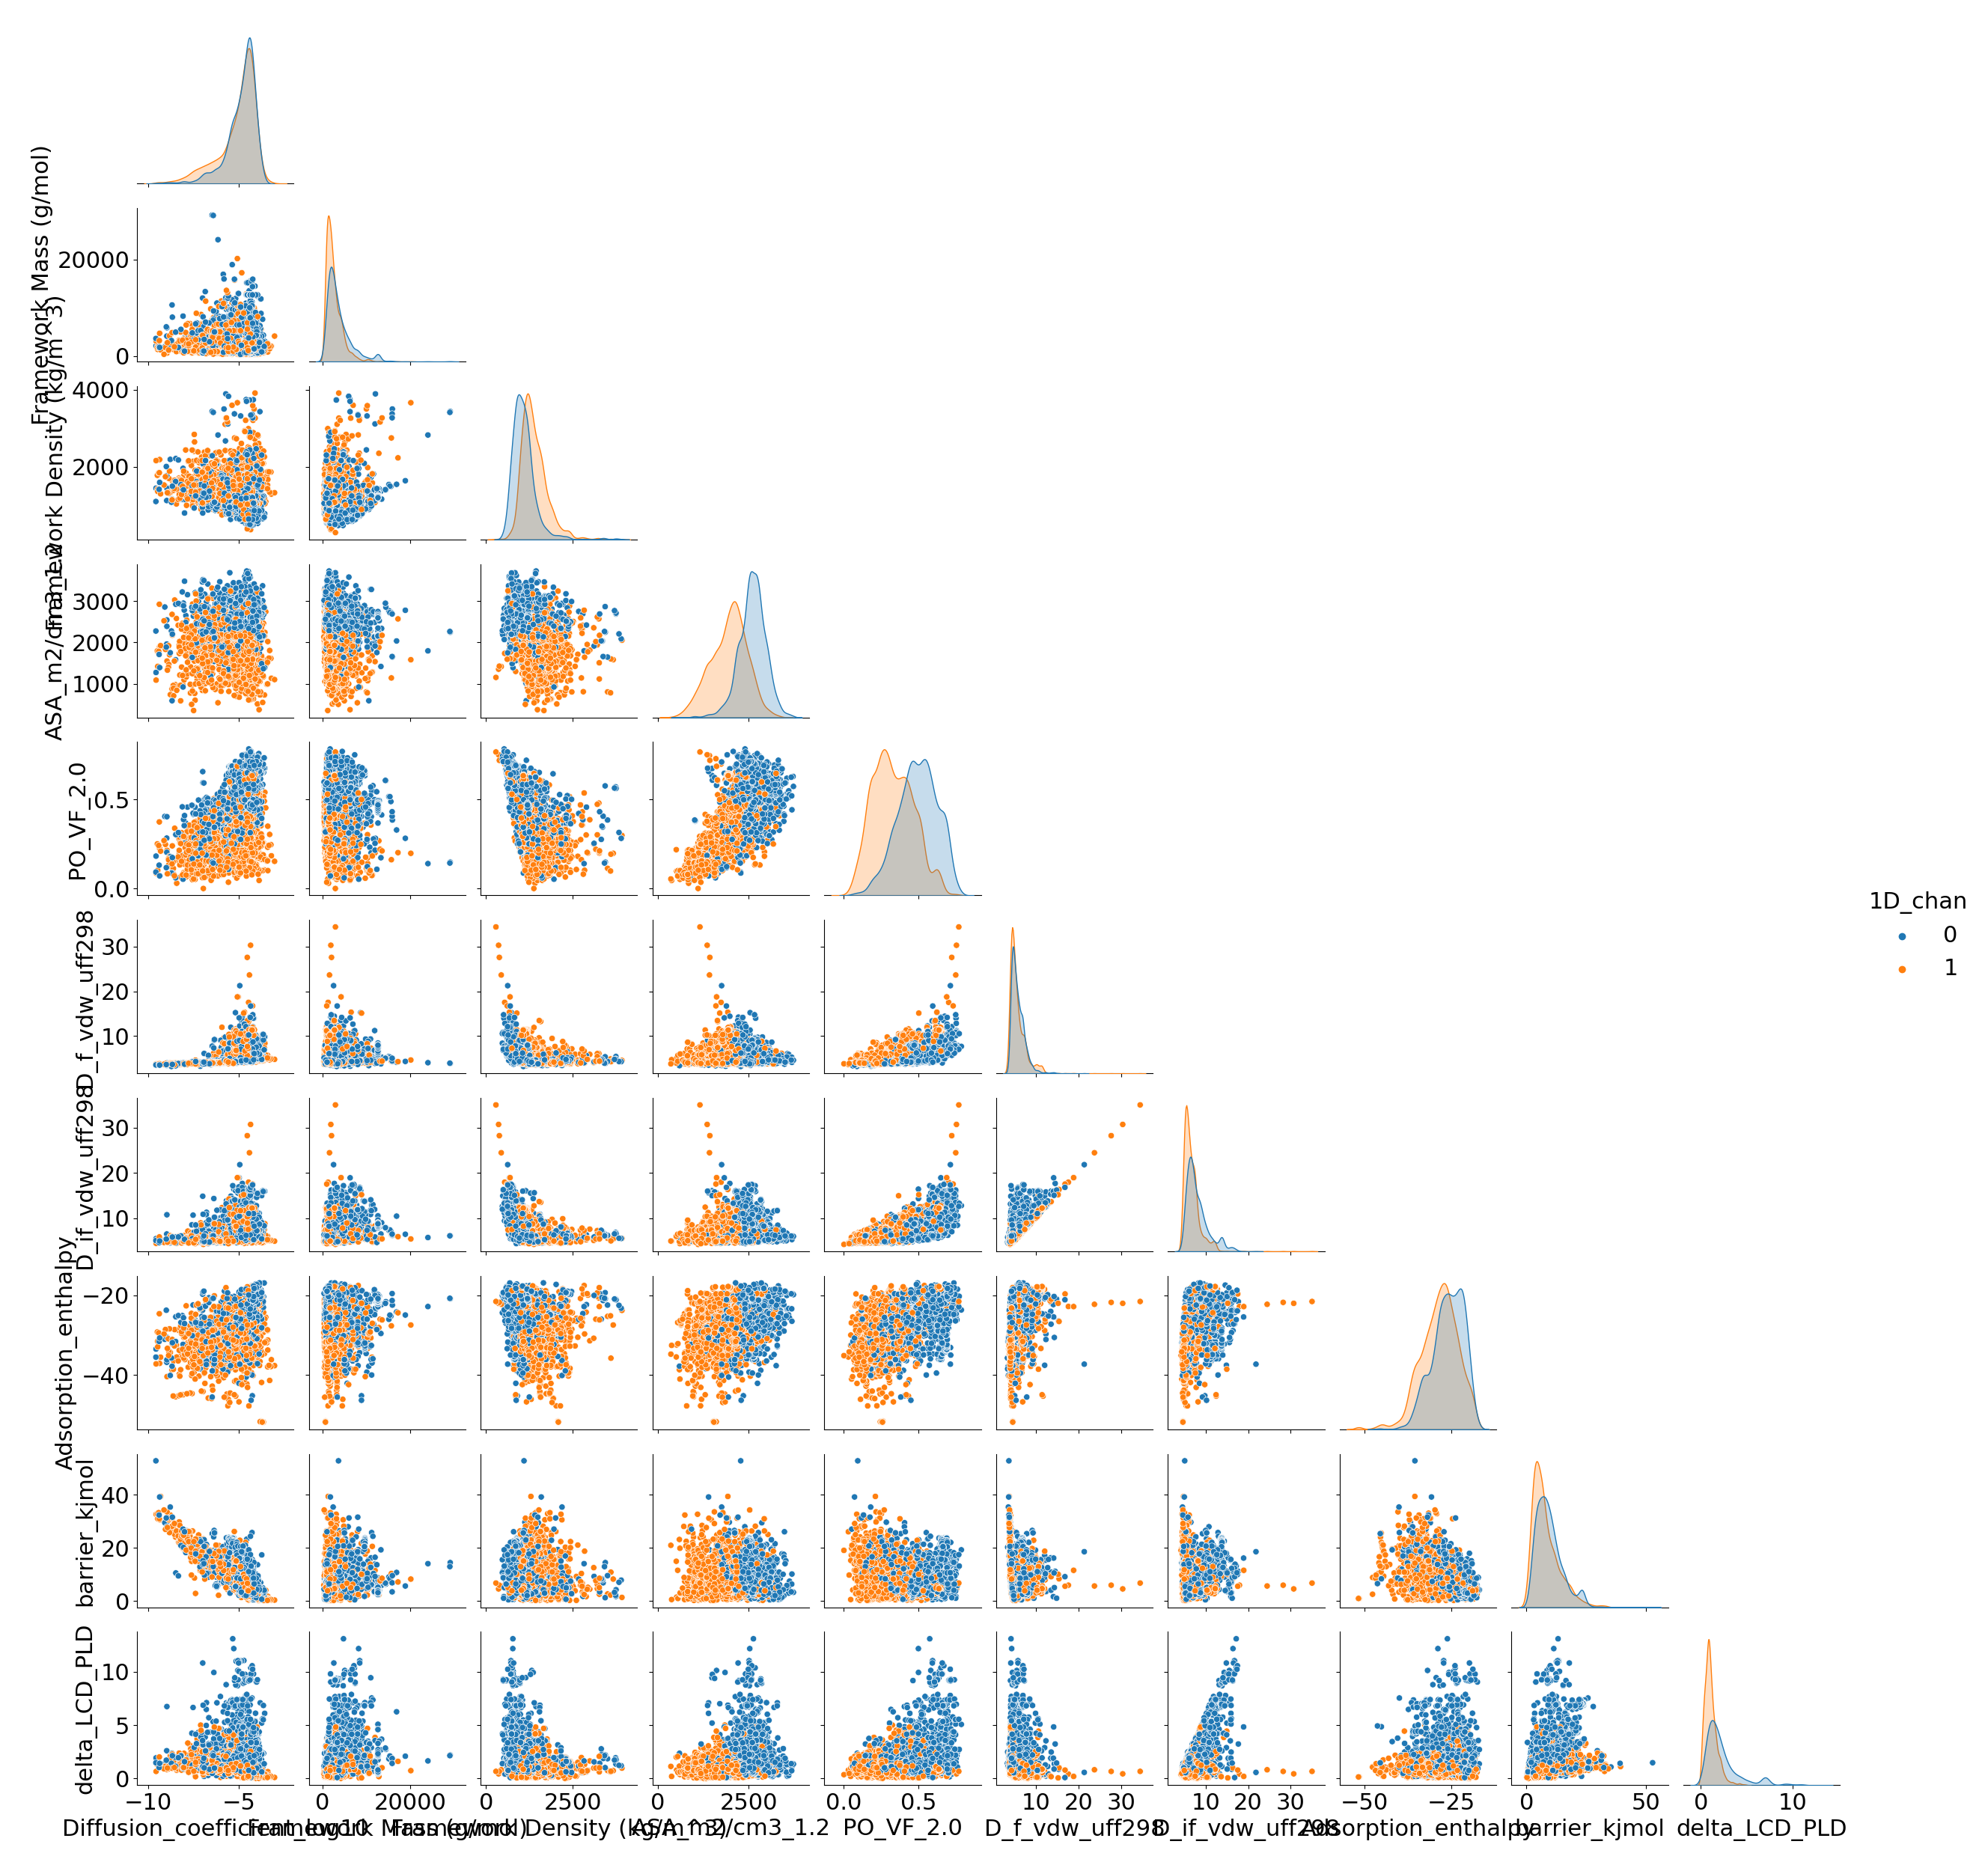 Framework Mass (g/mol)
20000
0
Framework Density (kg/m^3)
4000
2000
ASA_m2/cm3_1.2
3000
2000
1000
PO_VF_2.0
0.5
0.0
D_f_vdw_uff298
30
20
10
D_if_vdw_uff298
30
20
10
Adsorption_enthalpy
−20
−40
barrier_kjmol
40
20
0
delta_LCD_PLD
10
5
0
1D_chan
0
1
−10 −5 0 20000 0 2500 0 2500 0.0 0.5 10 20 30 10 20 30 −50 −25 0 50 0 10
Diffusion_coefficient_log10 Framework Mass (g/mol) Framework Density (kg/m^3) ASA_m2/cm3_1.2 PO_VF_2.0 D_f_vdw_uff298 D_if_vdw_uff298 Adsorption_enthalpy barrier_kjmol delta_LCD_PLD